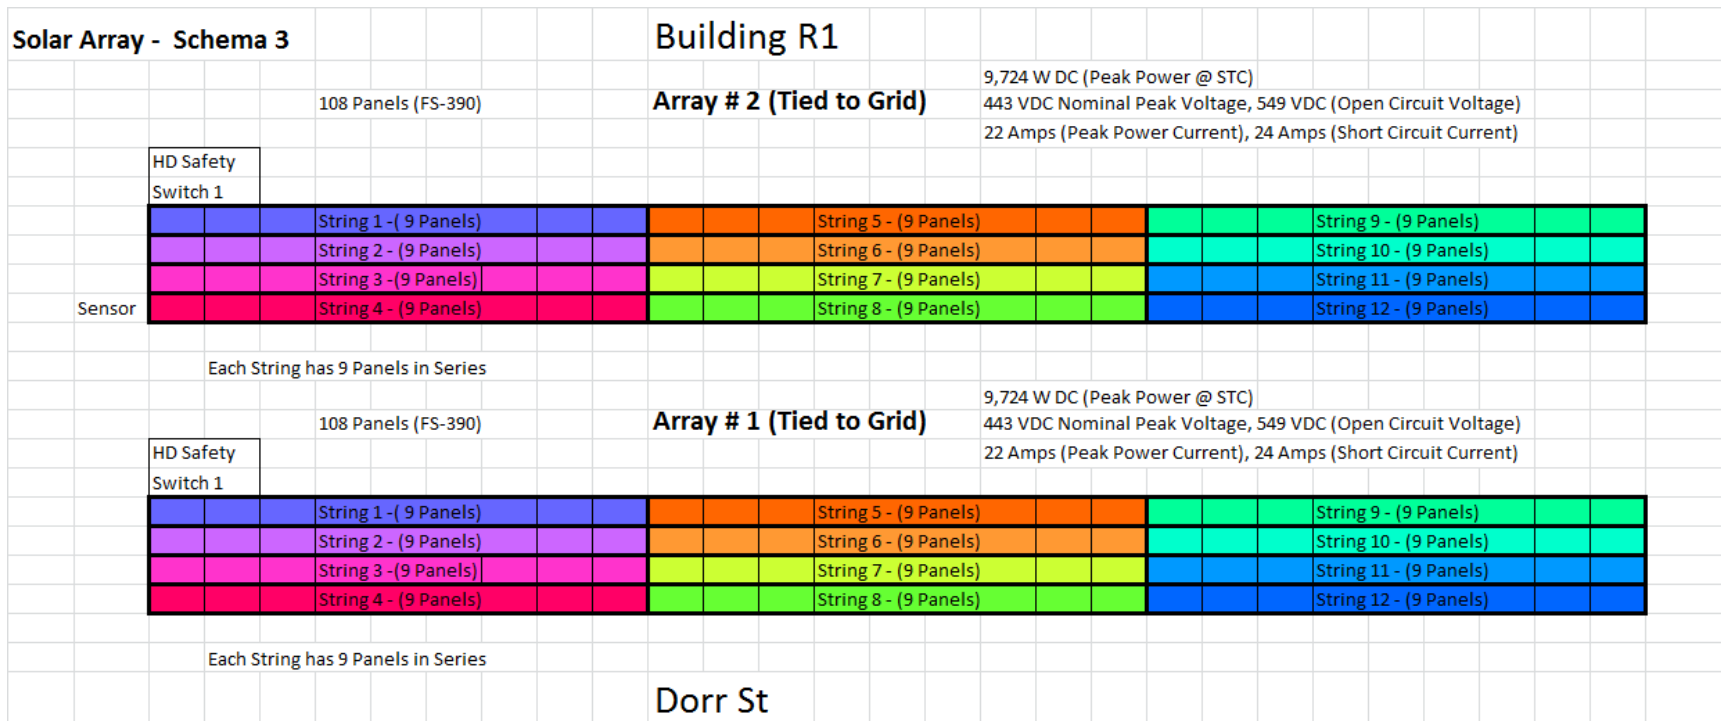 Solar Array -  Schema 3
Building R1
9,724 W DC (Peak Power @ STC)
108 Panels (FS-390)
Array # 2 (Tied to Grid)
443 VDC Nominal Peak Voltage, 549 VDC (Open Circuit Voltage)
22 Amps (Peak Power Current), 24 Amps (Short Circuit Current)
HD Safety
Switch 1
String 1 -( 9 Panels)
String 5 - (9 Panels)
String 9 - (9 Panels)
String 2 - (9 Panels)
String 6 - (9 Panels)
String 10 - (9 Panels)
String 3 -(9 Panels)
String 7 - (9 Panels)
String 11 - (9 Panels)
Sensor
String 4 - (9 Panels)
String 8 - (9 Panels)
String 12 - (9 Panels)
Each String has 9 Panels in Series
9,724 W DC (Peak Power @ STC)
108 Panels (FS-390)
Array # 1 (Tied to Grid)
443 VDC Nominal Peak Voltage, 549 VDC (Open Circuit Voltage)
HD Safety
22 Amps (Peak Power Current), 24 Amps (Short Circuit Current)
Switch 1
String 1 -( 9 Panels)
String 5 - (9 Panels)
String 9 - (9 Panels)
String 2 - (9 Panels)
String 6 - (9 Panels)
String 10 - (9 Panels)
String 3 -(9 Panels)
String 7 - (9 Panels)
String 11 - (9 Panels)
String 4 - (9 Panels)
String 8 - (9 Panels)
String 12 - (9 Panels)
Each String has 9 Panels in Series
Dorr St